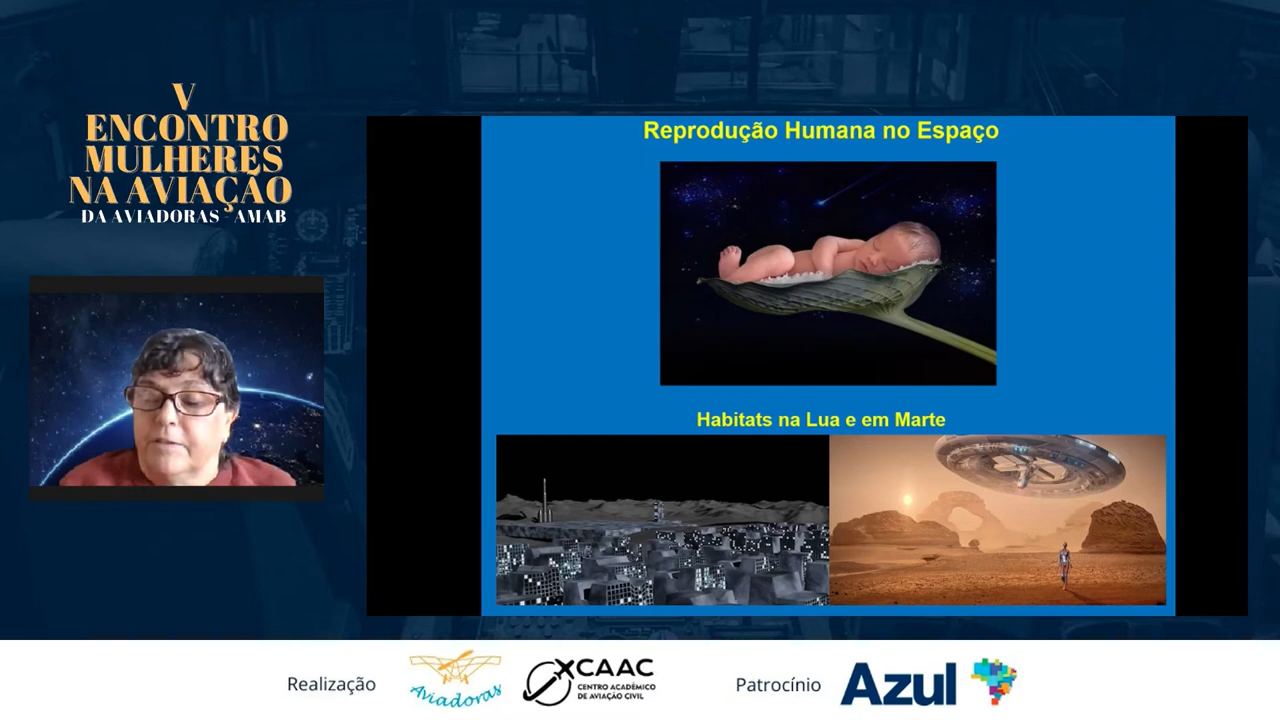 V
ENCONTRO
MULHERES
NA AVIAÇÃO
DA AVIADORAS - AMAB
Reprodução Humana no Espaço
Habitats na Lua e em Marte
Realização
Aviadoras
CAAC
CENTRO ACADÊMICO
DE AVIAÇÃO CIVIL
Patrocínio
Azul